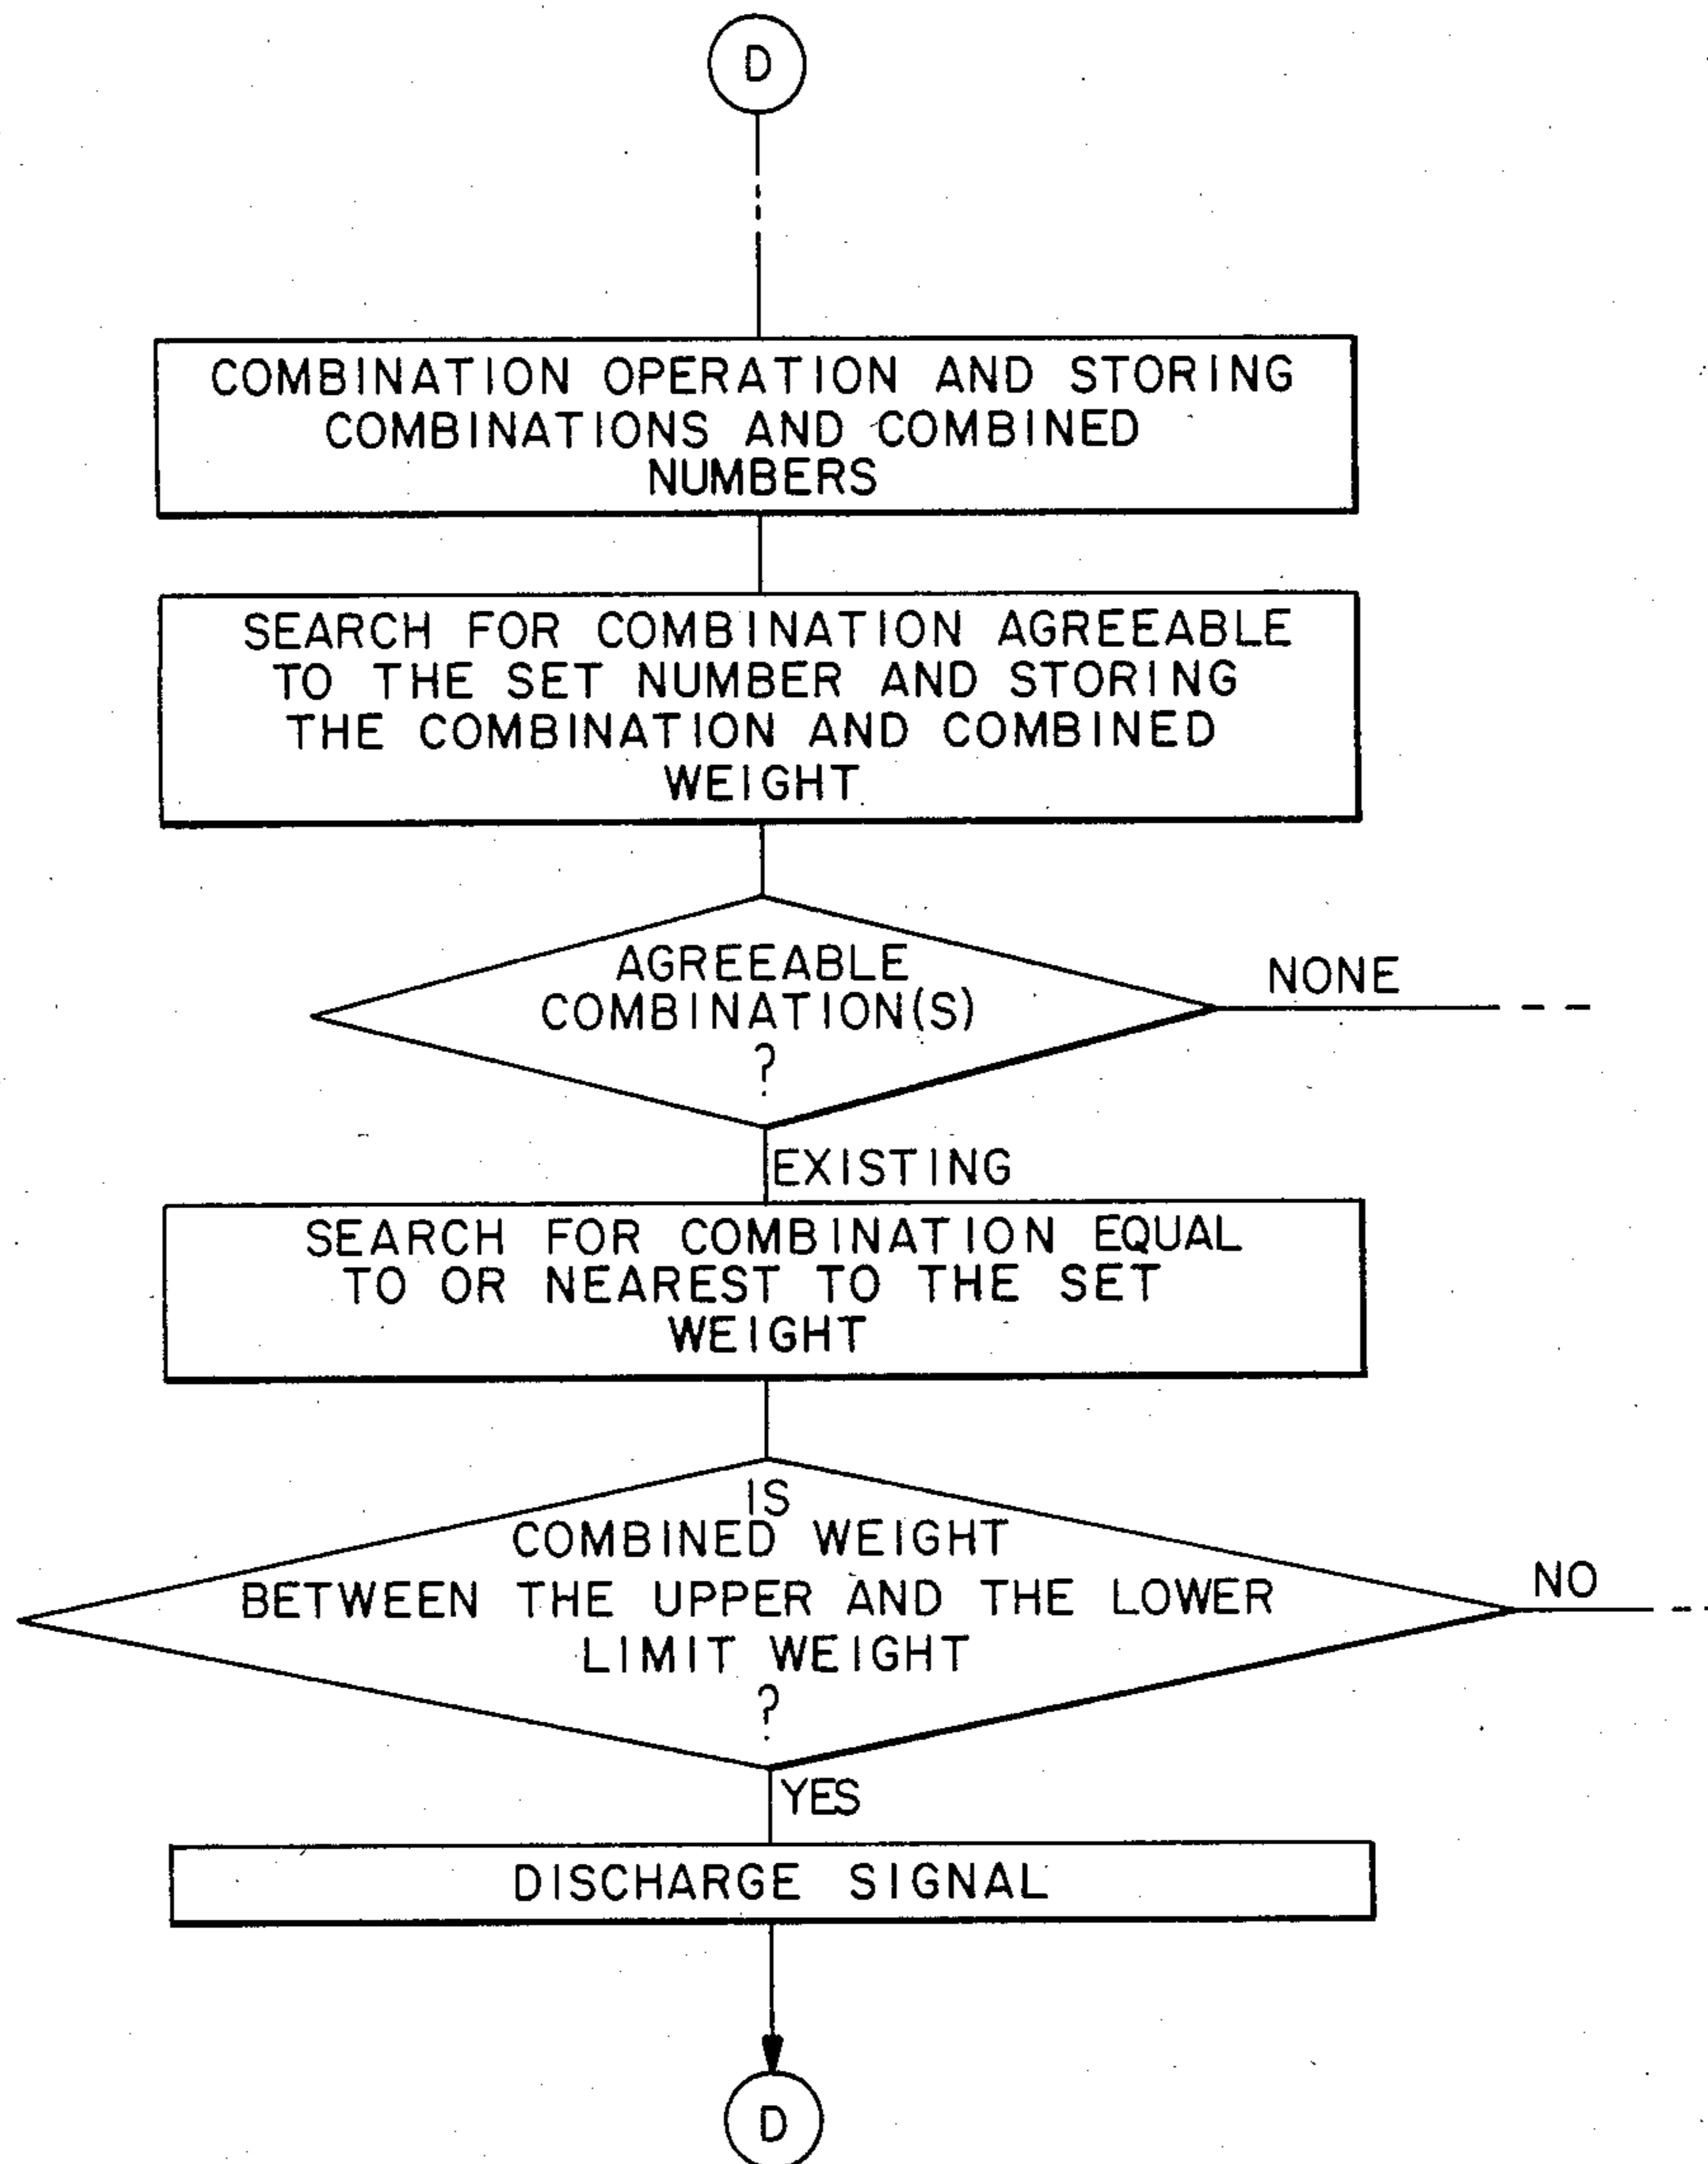 D
COMBINATION OPERATION AND STORING
COMBINATIONS AND COMBINED
NUMBERS
SEARCH FOR COMBINATION AGREEABLE
TO THE SET NUMBER AND STORING
THE COMBINATION AND COMBINED
WEIGHT
AGREEABLE
COMBINATION(S)
?
NONE
EXISTING
SEARCH FOR COMBINATION EQUAL
TO OR NEAREST TO THE SET
WEIGHT
IS
COMBINED WEIGHT
BETWEEN THE UPPER AND THE LOWER
LIMIT WEIGHT
?
NO
YES
DISCHARGE SIGNAL
D